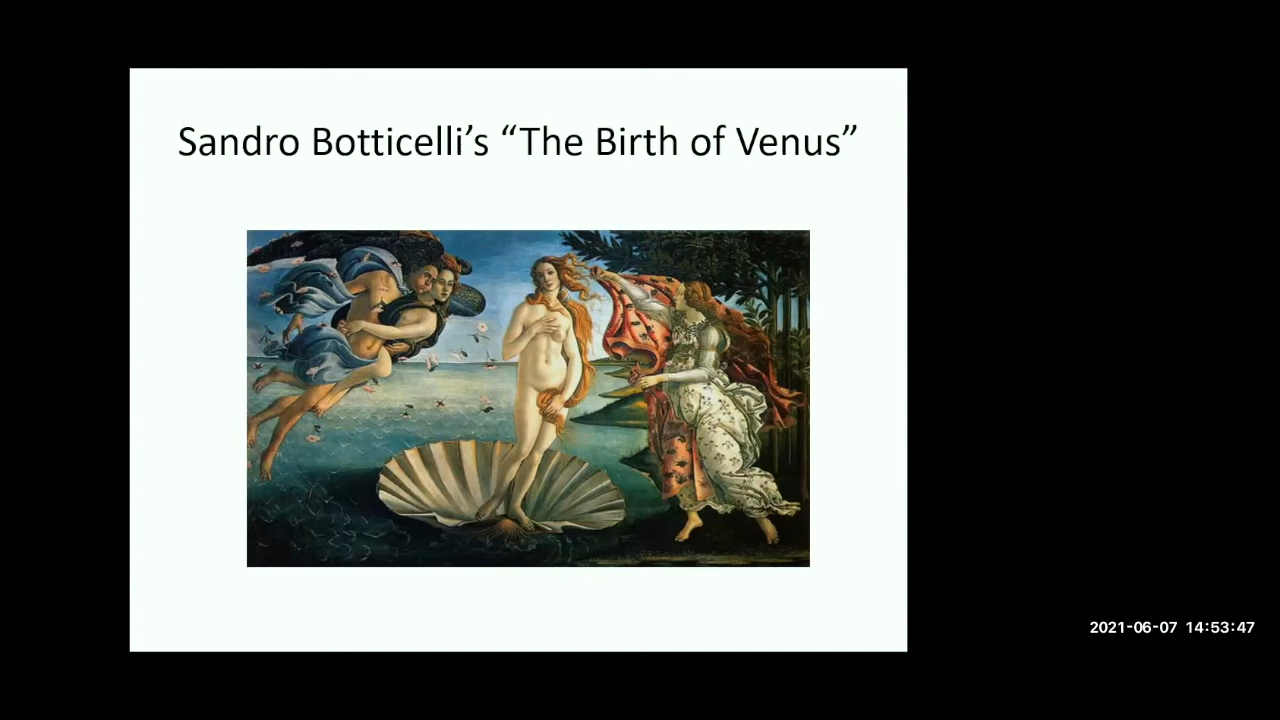 Sandro Botticelli’s “The Birth of Venus”
2021-06-07 14:53:47